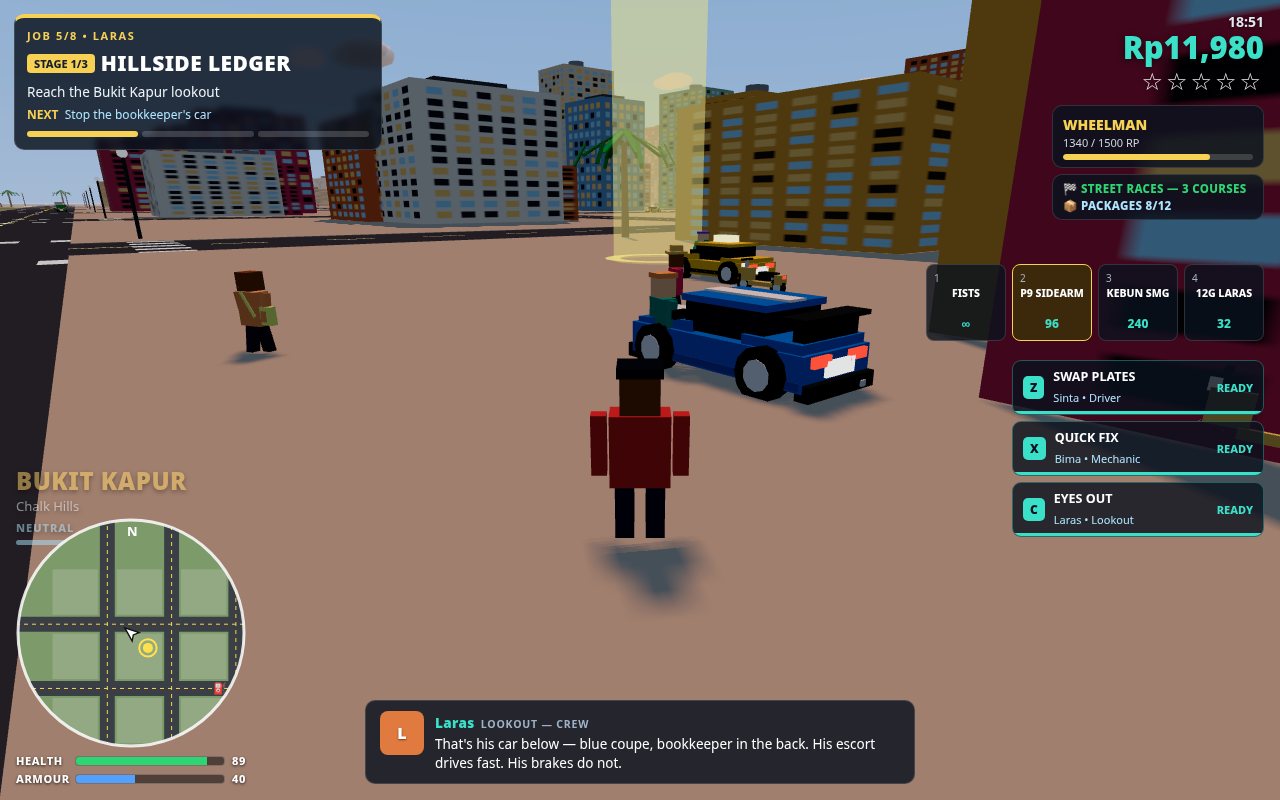 JOB 5/8 • LARAS
STAGE 1/3 HILLSIDE LEDGER
Reach the Bukit Kapur lookout
NEXT Stop the bookkeeper's car
18:51
Rp11,980
☆☆☆☆☆
WHEELMAN
1340 / 1500 RP
🏁 STREET RACES — 3 COURSES
📦 PACKAGES 8/12
1 FISTS ∞
2 P9 SIDEARM 96
3 KEBUN SMG 240
4 12G LARAS 32
Z SWAP PLATES READY
Sinta • Driver
X QUICK FIX READY
Bima • Mechanic
C EYES OUT READY
Laras • Lookout
BUKIT KAPUR
Chalk Hills
NEUTRAL
N
HEALTH 89
ARMOUR 40
L
Laras LOOKOUT — CREW
That's his car below — blue coupe, bookkeeper in the back. His escort
drives fast. His brakes do not.